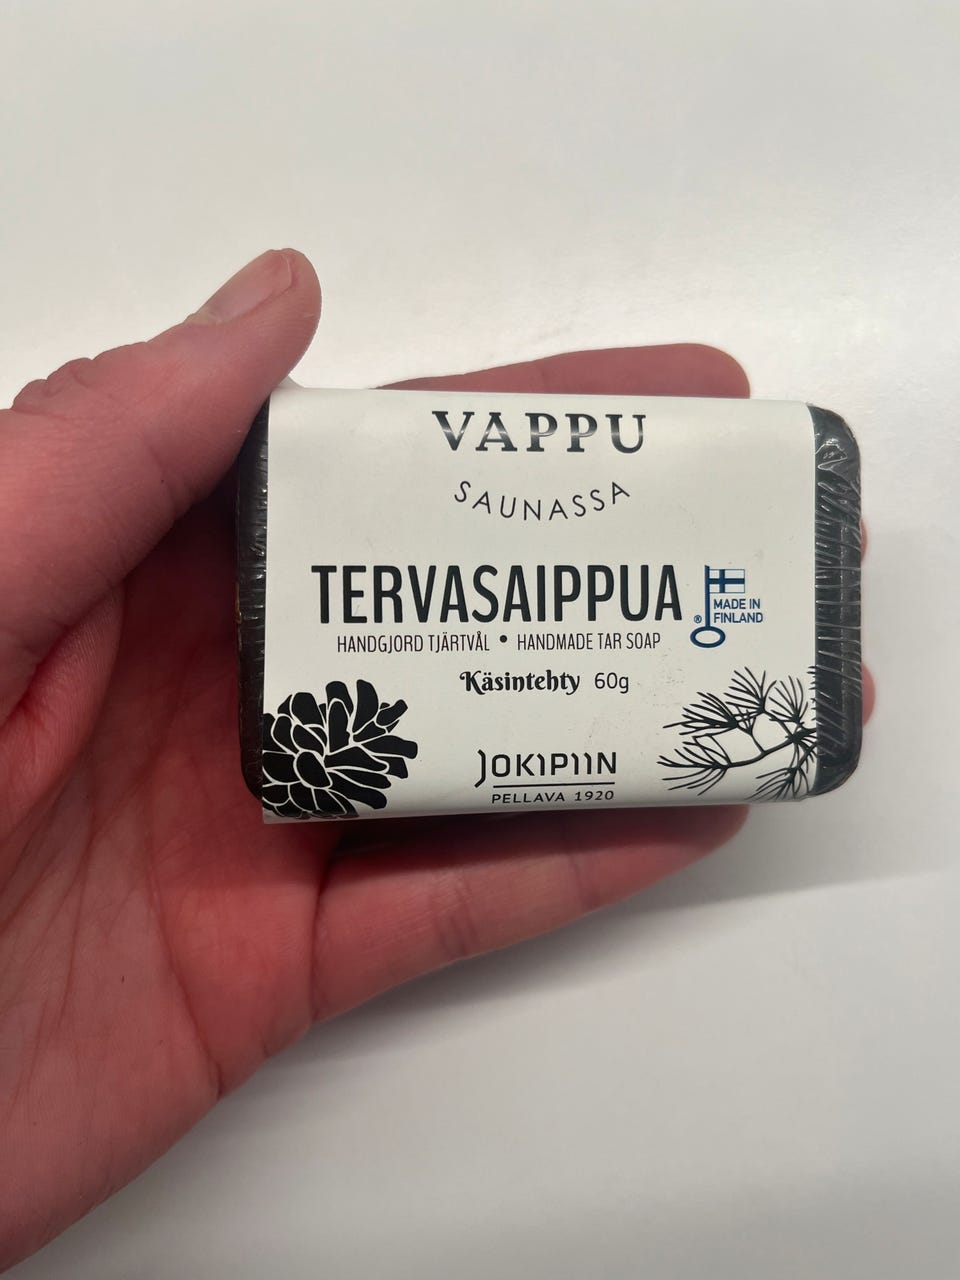 VAPPU
SAUNASSA
TERVASAIPPUA
® MADE IN
FINLAND
HANDGJORD TJÄRTVÅL • HANDMADE TAR SOAP
Käsintehty 60g
JOKIPIIN
PELLAVA 1920